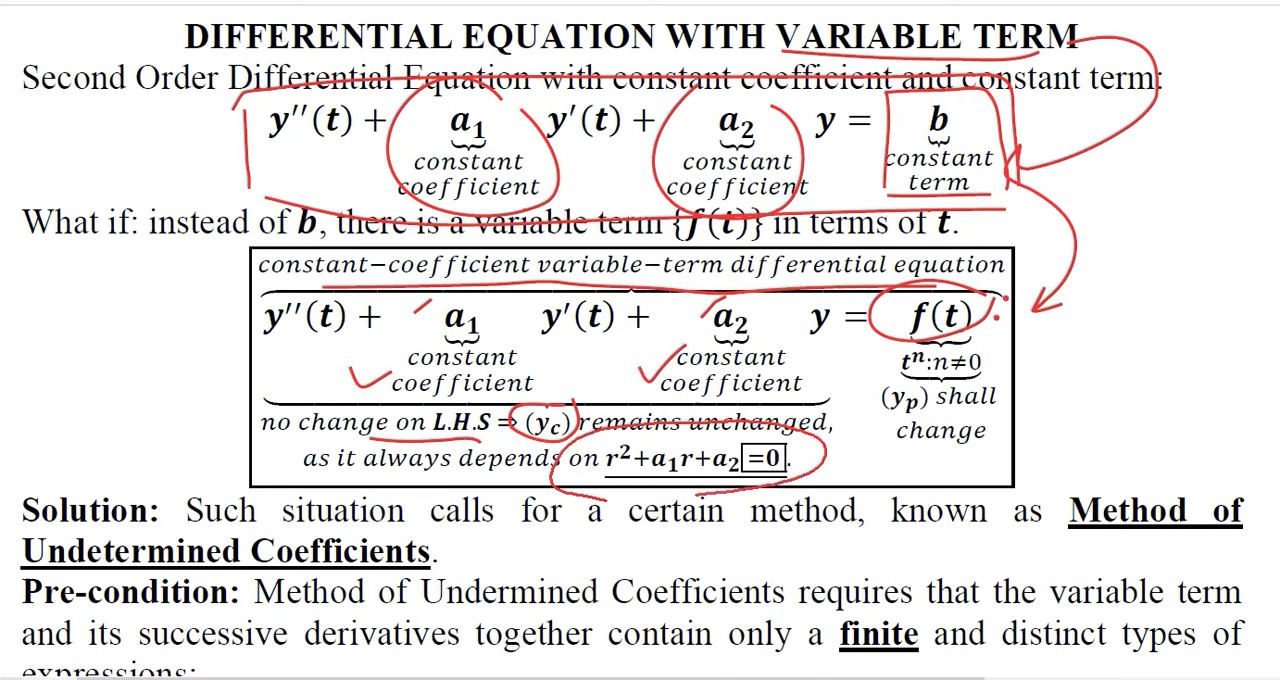 DIFFERENTIAL EQUATION WITH VARIABLE TERM
Second Order Differential Equation with constant coefficient and constant term:
y′′(t) + a₁ y′(t) + a₂ y = b
constant constant constant
coefficient coefficient term
What if: instead of b, there is a variable term {f(t)} in terms of t.
constant−coefficient variable−term differential equation
y′′(t) + a₁ y′(t) + a₂ y = f(t)
constant constant tⁿ:n≠0
coefficient coefficient (yₚ) shall
change
no change on L.H.S ⇒ (y_c) remains unchanged,
as it always depends on r²+a₁r+a₂=0.
Solution: Such situation calls for a certain method, known as Method of
Undetermined Coefficients.
Pre-condition: Method of Undermined Coefficients requires that the variable term
and its successive derivatives together contain only a finite and distinct types of
expressions: